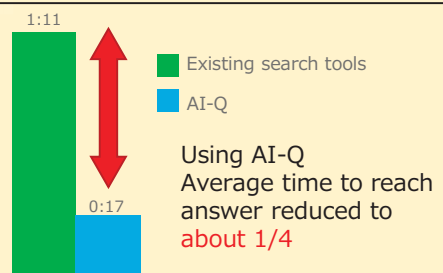 1:11
Existing search tools
AI-Q
0:17
Using AI-Q
Average time to reach
answer reduced to
about 1/4